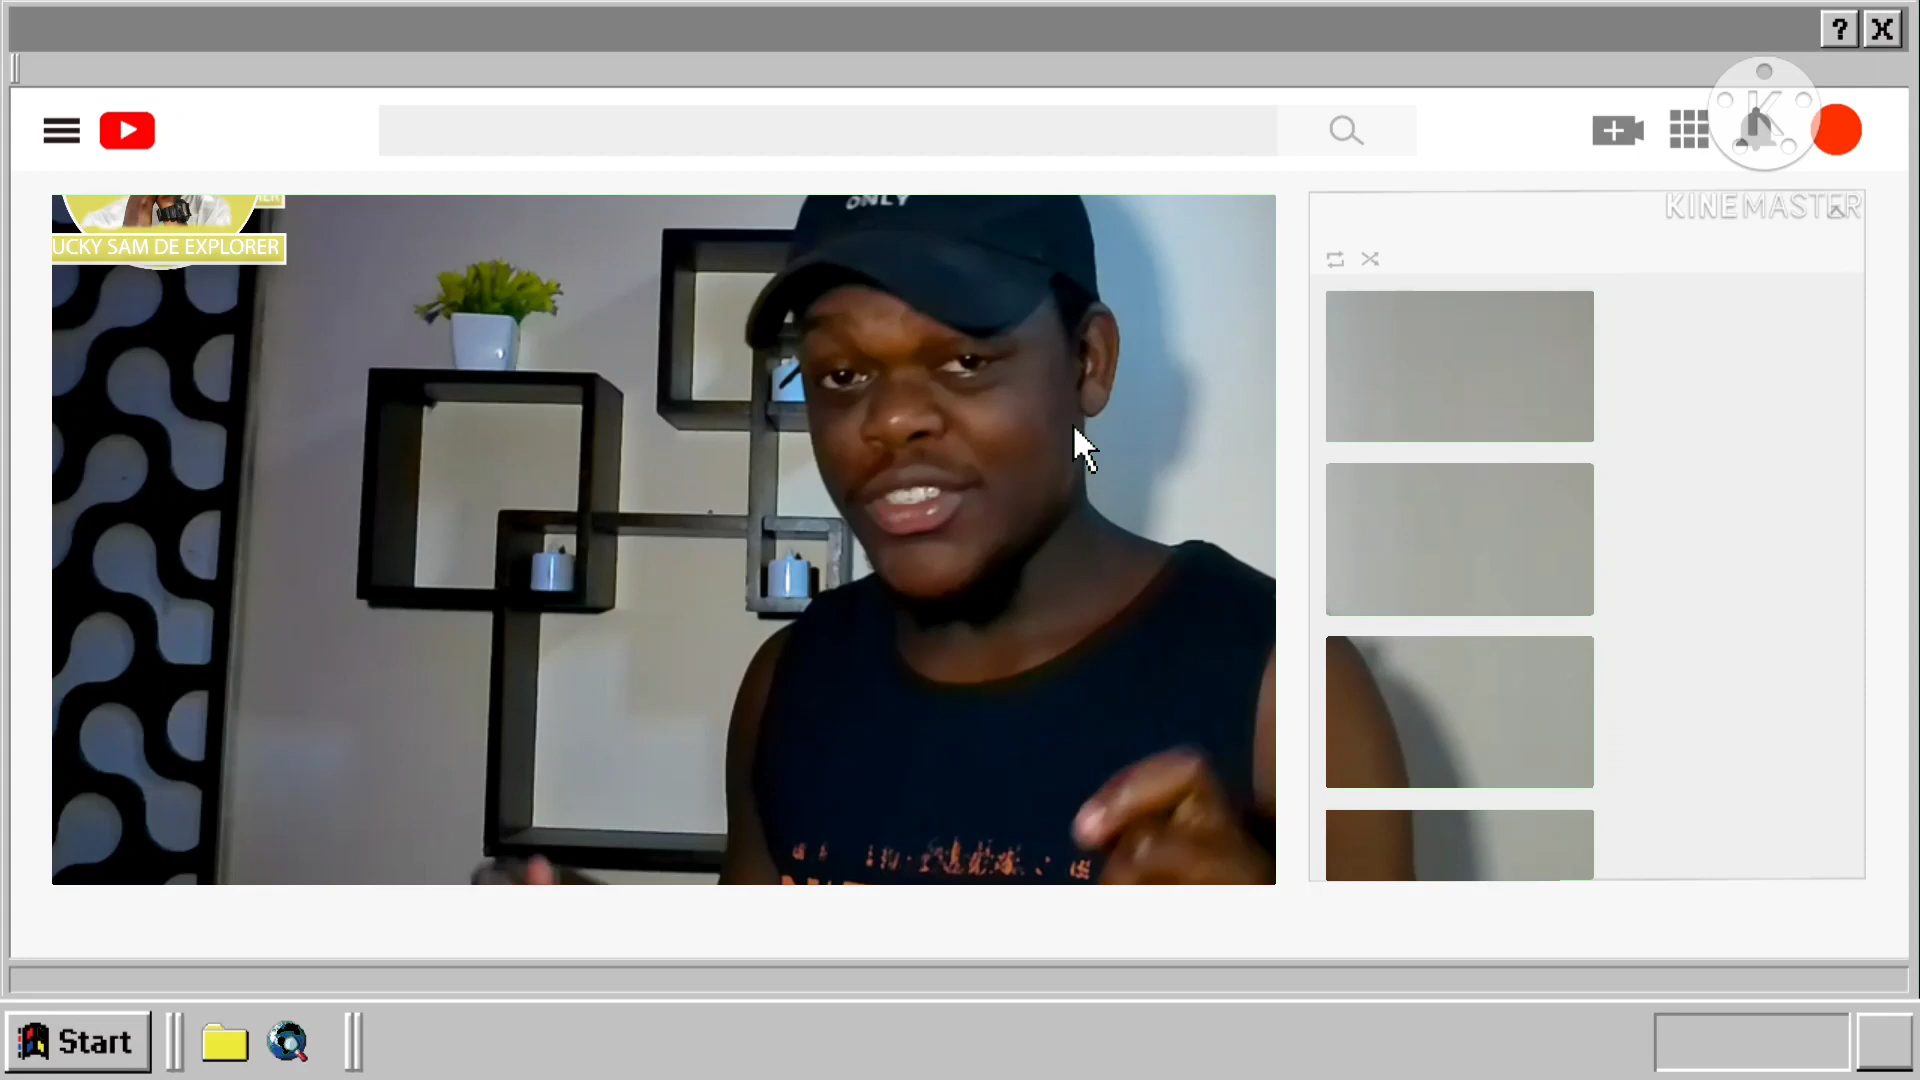 ? X
K
KINEMASTER
ONLY
UCKY SAM DE EXPLORER
Start